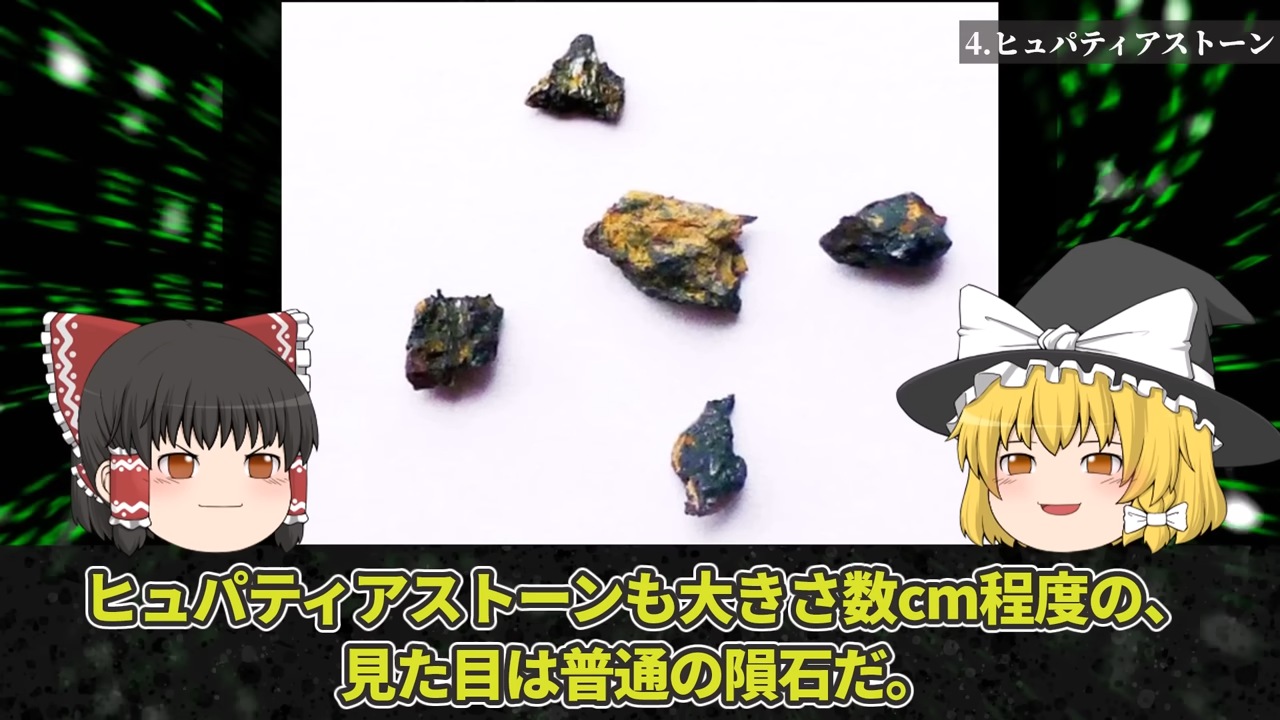 4.ヒュパティアストーン
ヒュパティアストーンも大きさ数cm程度の、
見た目は普通の隕石だ。